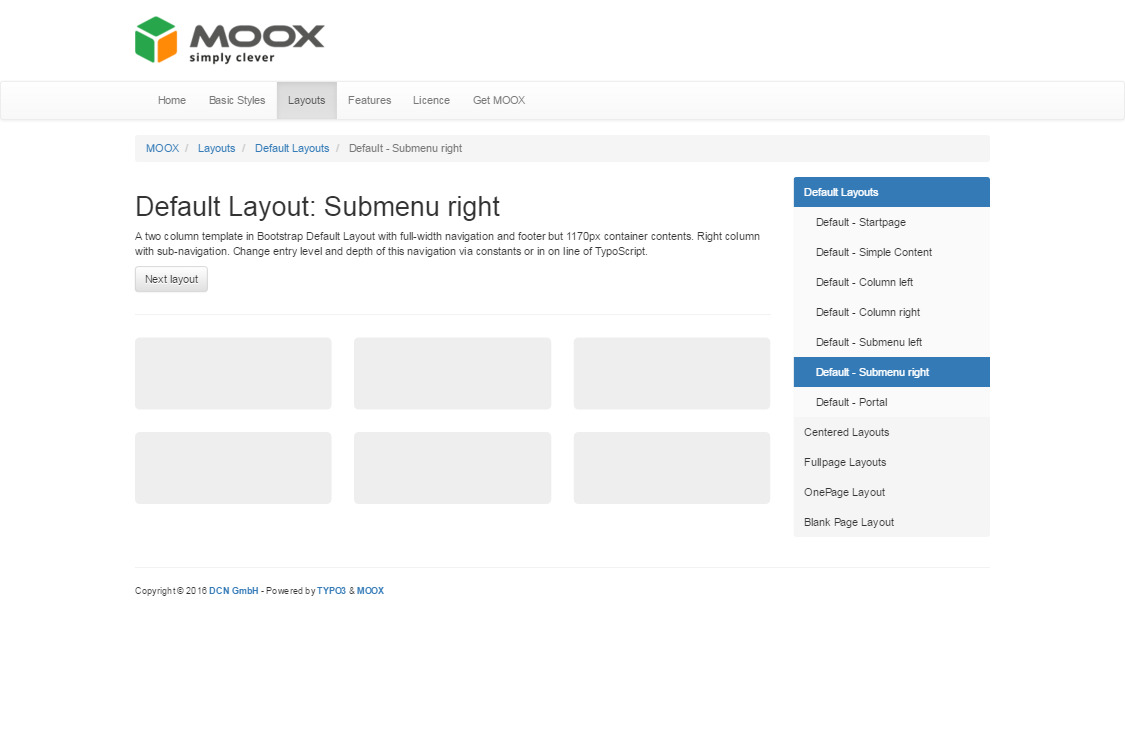 MOOX
simply clever
Home Basic Styles Layouts Features Licence Get MOOX
MOOX / Layouts / Default Layouts / Default - Submenu right
Default Layout: Submenu right
A two column template in Bootstrap Default Layout with full-width navigation and footer but 1170px container contents. Right column
with sub-navigation. Change entry level and depth of this navigation via constants or in on line of TypoScript.
Next layout
Default Layouts
Default - Startpage
Default - Simple Content
Default - Column left
Default - Column right
Default - Submenu left
Default - Submenu right
Default - Portal
Centered Layouts
Fullpage Layouts
OnePage Layout
Blank Page Layout
Copyright © 2016 DCN GmbH - Powered by TYPO3 & MOOX